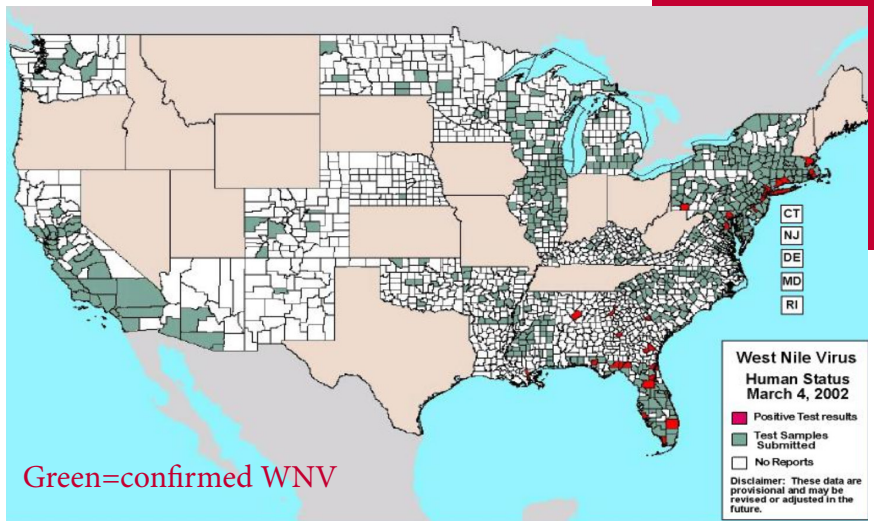 CT
NJ
DE
MD
RI
West Nile Virus
Human Status
March 4, 2002
Positive Test results
Test Samples
Submitted
No Reports
Disclaimer: These data are
provisional and may be
revised or adjusted in the
future.
Green=confirmed WNV